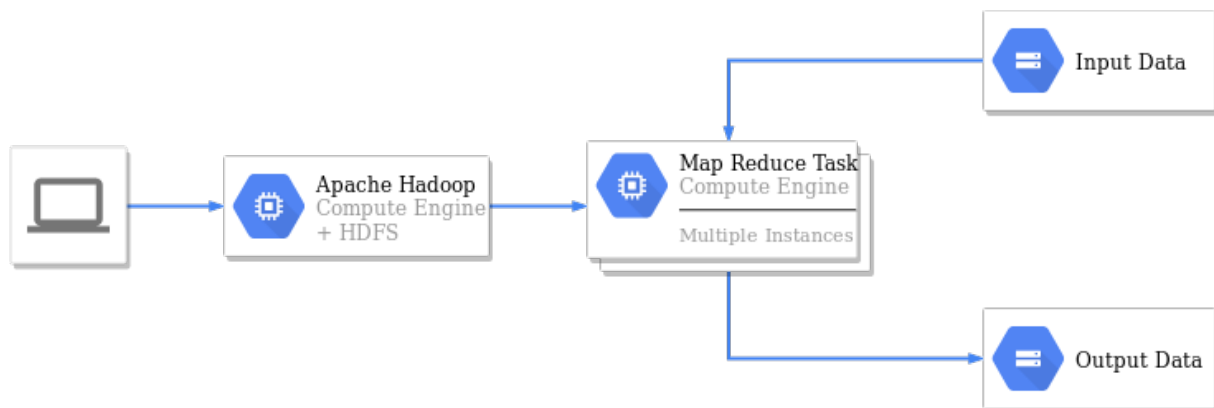 Apache Hadoop
Compute Engine
+ HDFS
Map Reduce Task
Compute Engine
Multiple Instances
Input Data
Output Data